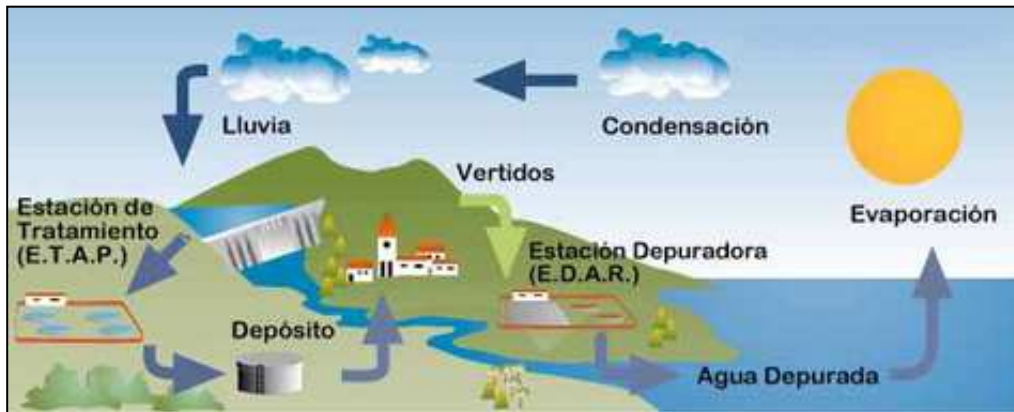 Lluvia
Condensación
Vertidos
Estación de
Tratamiento
(E.T.A.P.)
Evaporación
Estación Depuradora
(E.D.A.R.)
Depósito
Agua Depurada